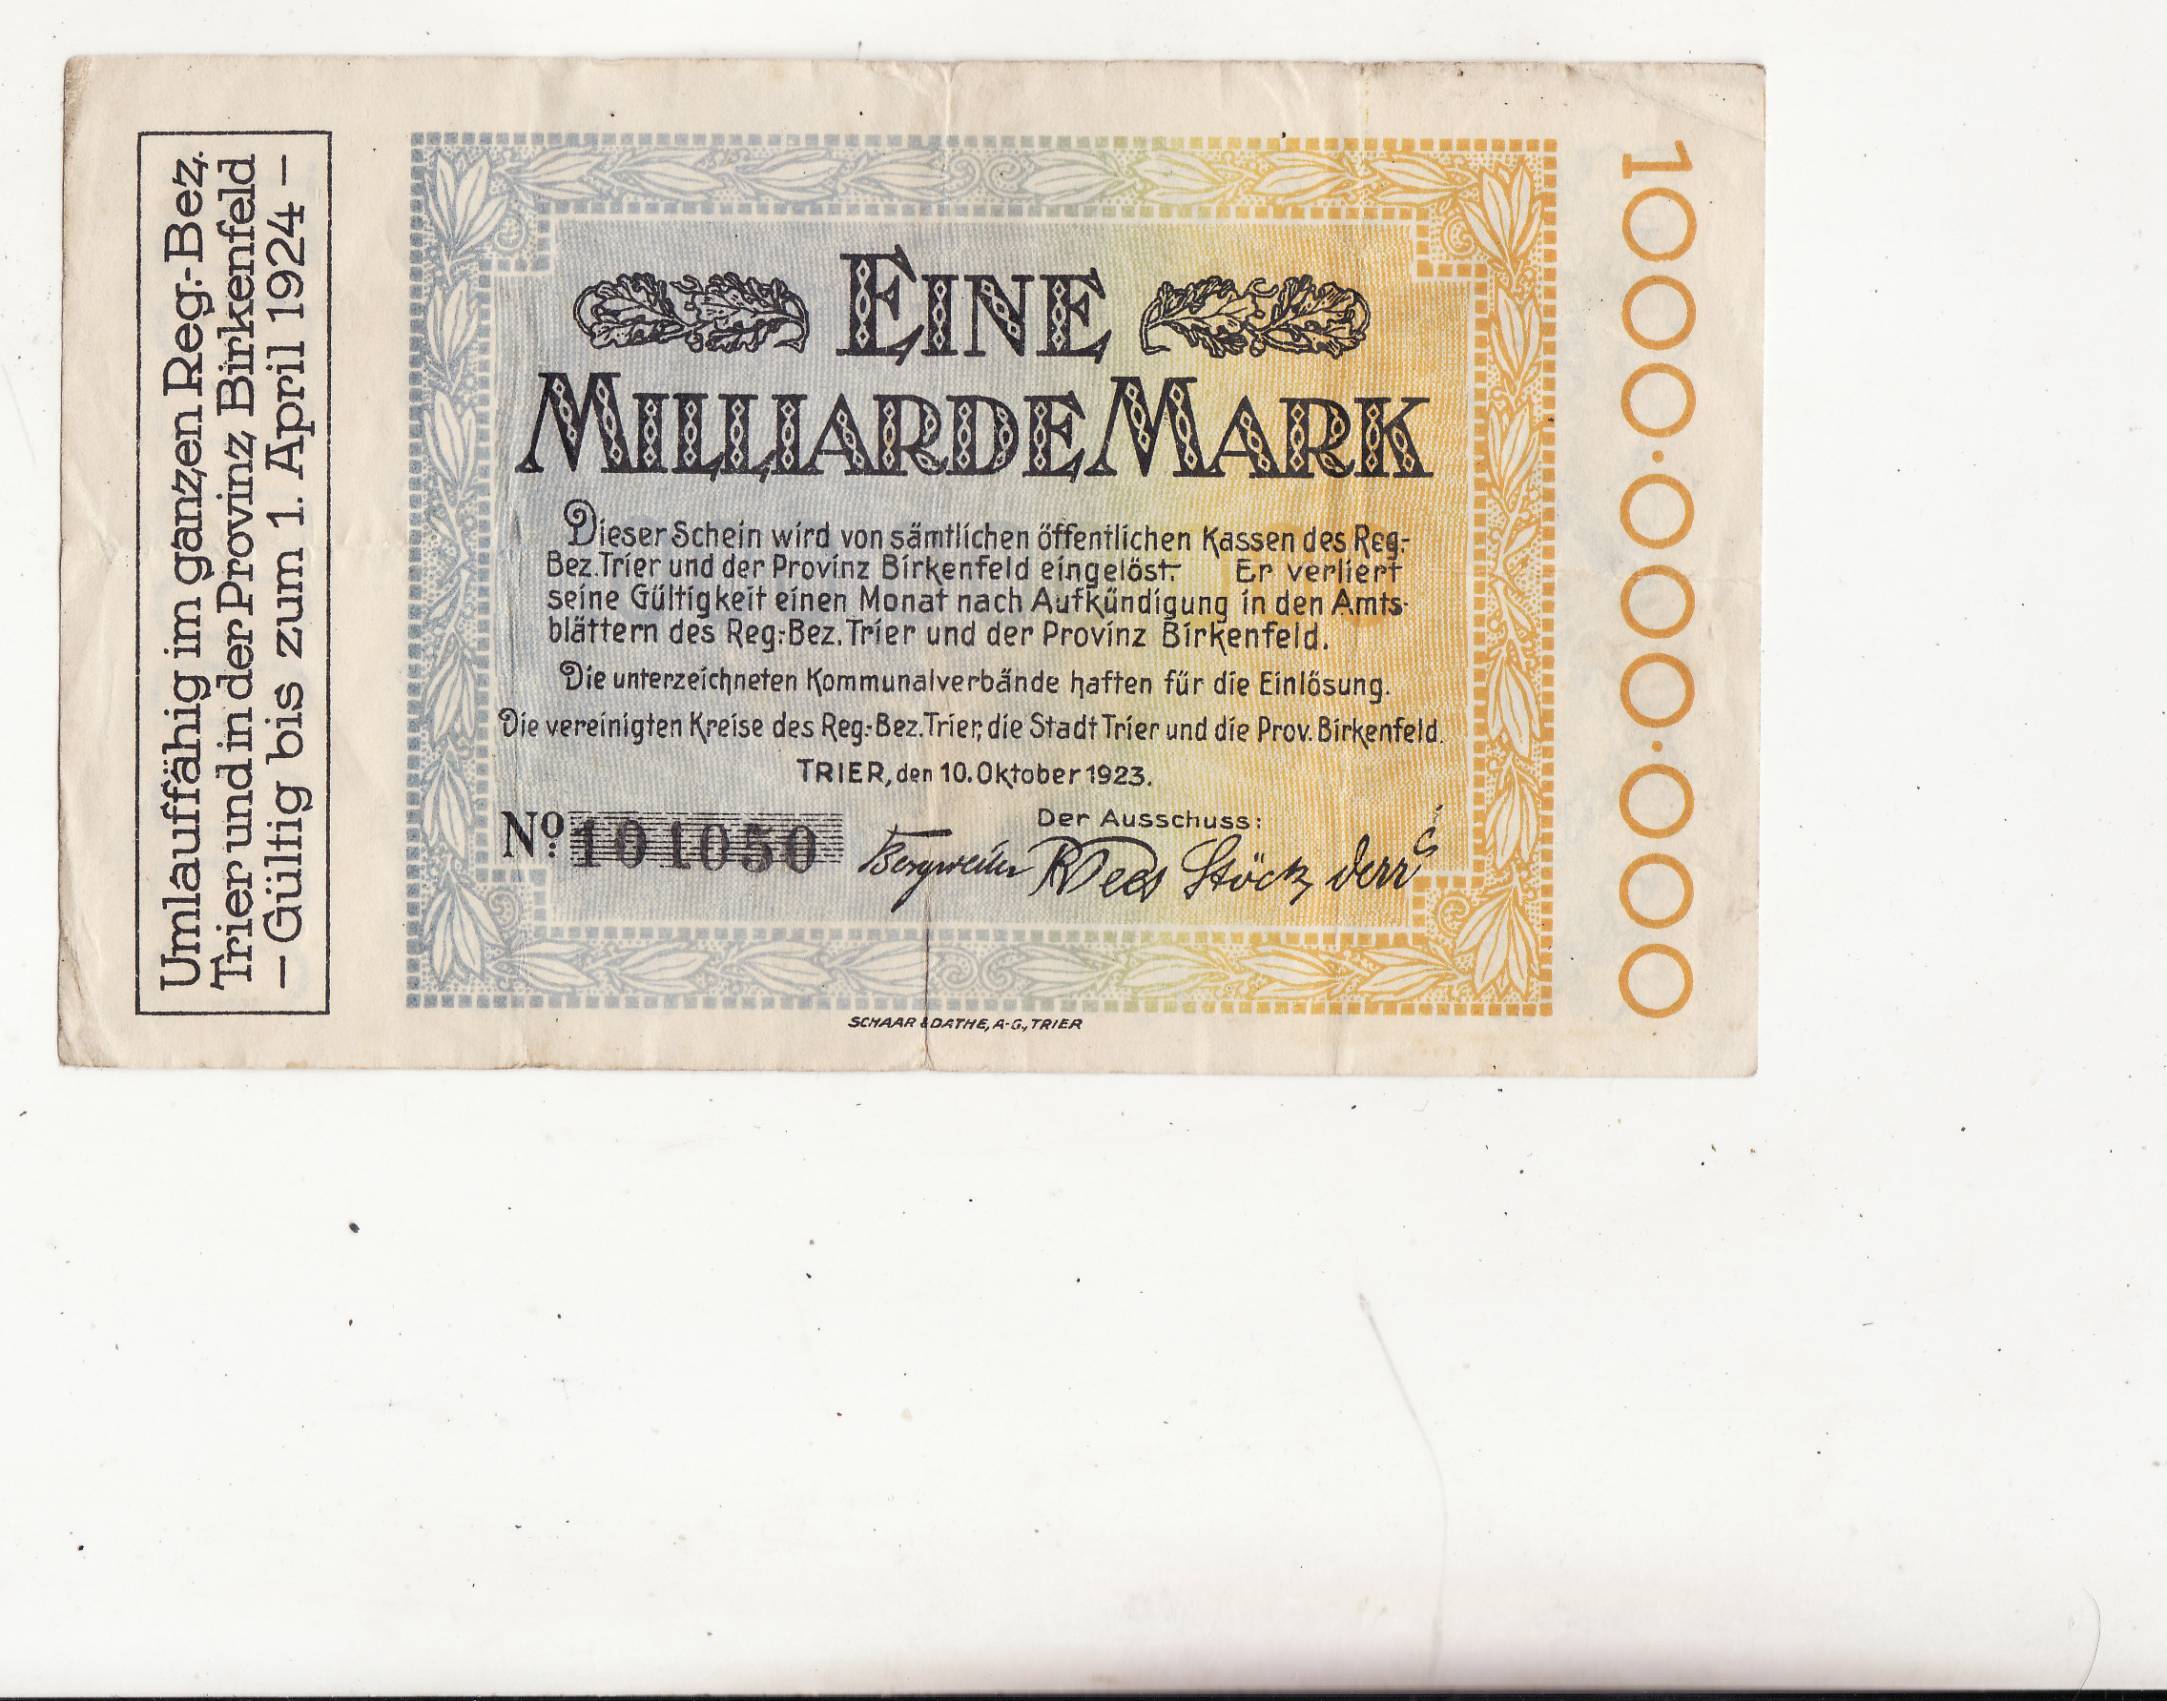 Umlauffähig im ganzen Reg.-Bez.
Trier und in der Provinz Birkenfeld
— Gültig bis zum 1. April 1924 —
EINE
MILLIARDE MARK
Dieser Schein wird von sämtlichen öffentlichen Kassen des Reg.-
Bez. Trier und der Provinz Birkenfeld eingelöst. Er verliert
seine Gültigkeit einen Monat nach Aufkündigung in den Amts-
blättern des Reg.-Bez. Trier und der Provinz Birkenfeld.
Die unterzeichneten Kommunalverbände haften für die Einlösung.
Die vereinigten Kreise des Reg.-Bez. Trier, die Stadt Trier und die Prov. Birkenfeld.
TRIER, den 10. Oktober 1923.
Der Ausschuss:
No. 101050
Bergweiler Stöck
SCHAAR & DATHE, A-G., TRIER
1000·000·000